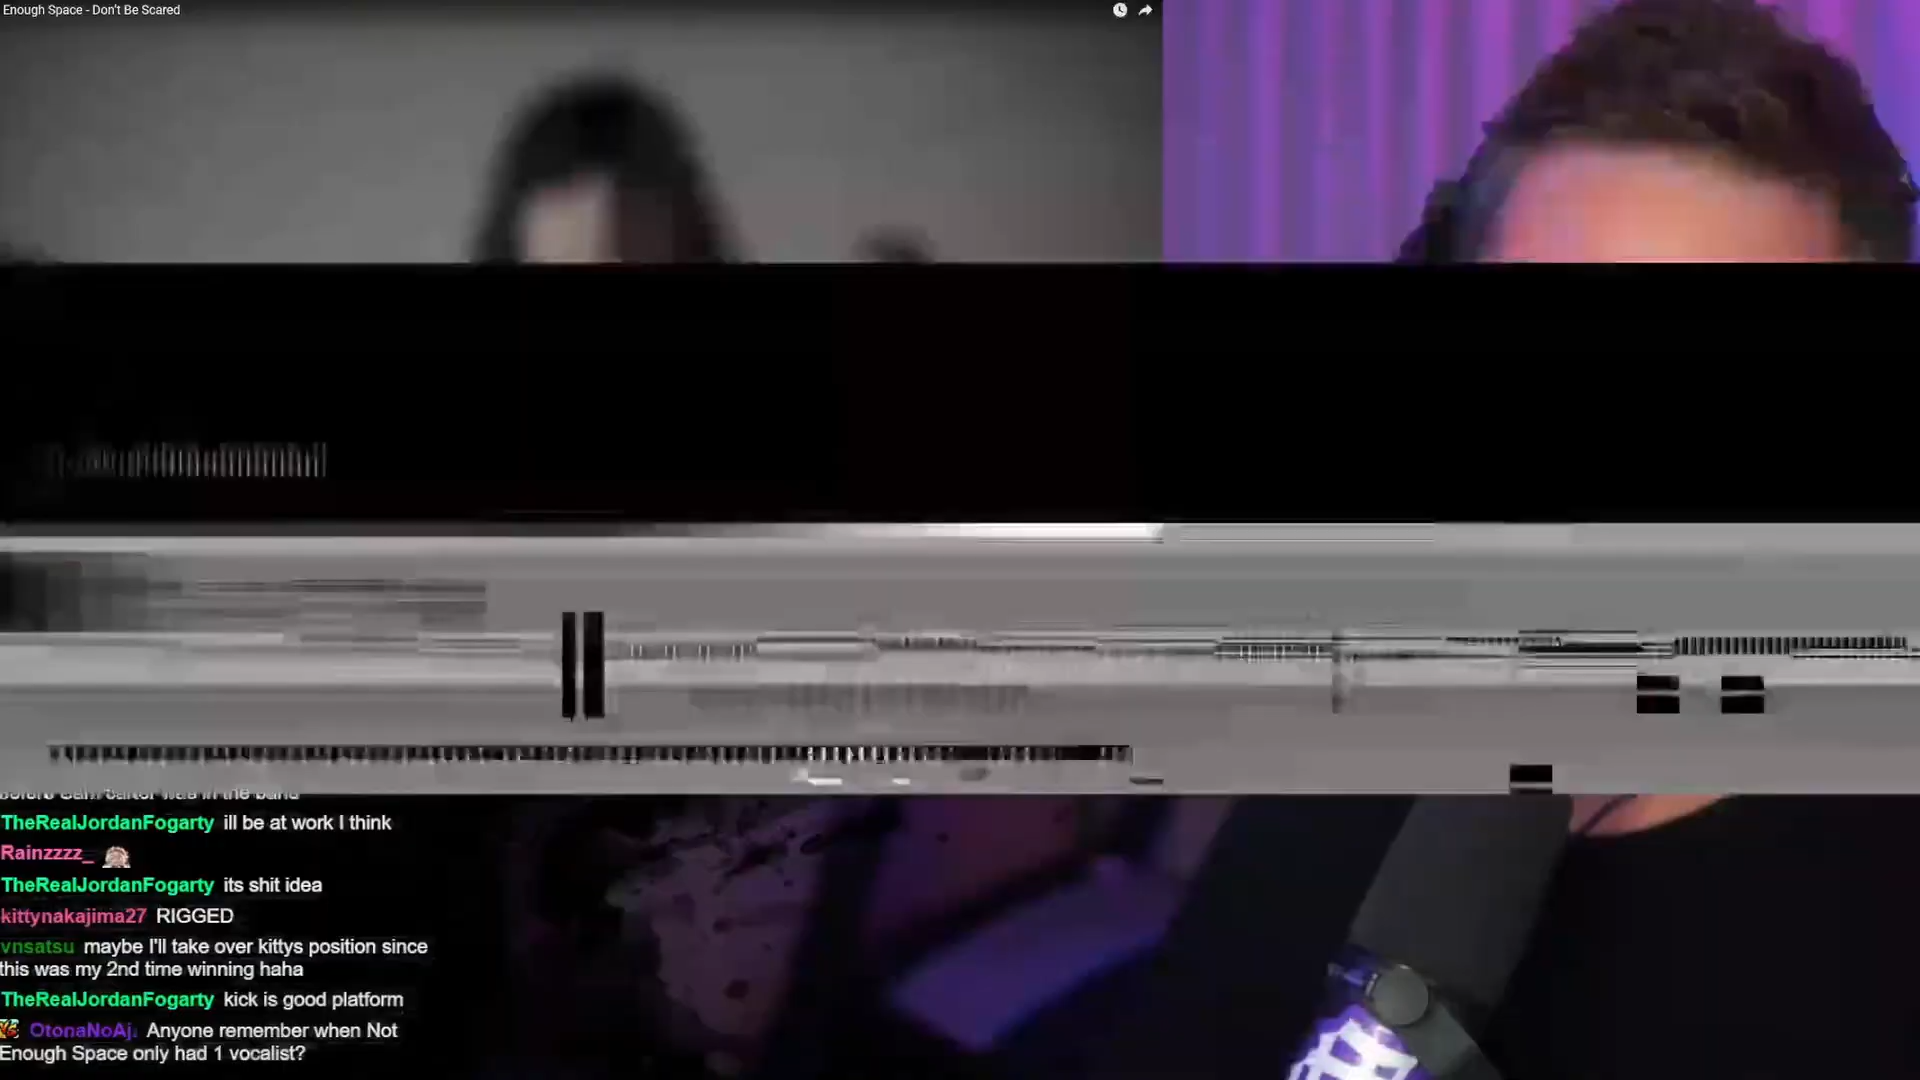 Enough Space - Don't Be Scared
TheRealJordanFogarty ill be at work I think
Rainzzzz_
TheRealJordanFogarty its shit idea
kittynakajima27 RIGGED
vnsatsu maybe I'll take over kittys position since
this was my 2nd time winning haha
TheRealJordanFogarty kick is good platform
OtonaNoAj. Anyone remember when Not
Enough Space only had 1 vocalist?